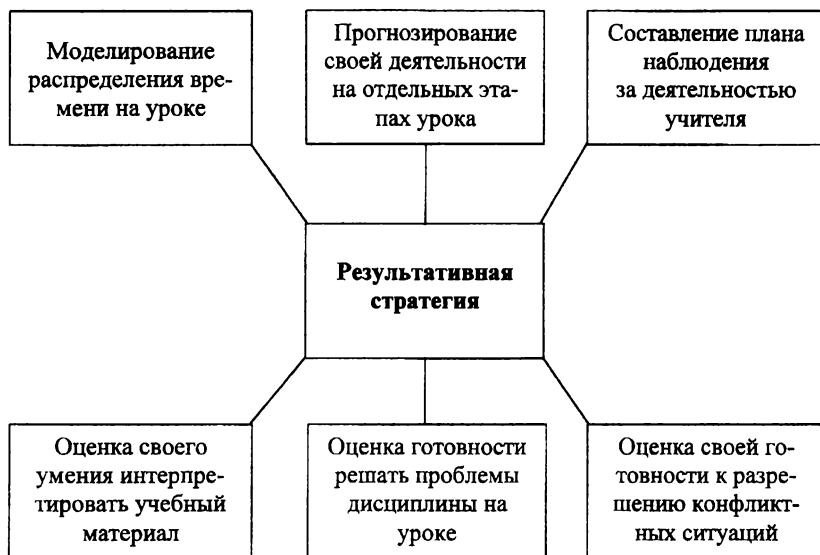 Моделирование
распределения вре-
мени на уроке
Прогнозирование
своей деятельности
на отдельных эта-
пах урока
Составление плана
наблюдения
за деятельностью
учителя
Результативная
стратегия
Оценка своего
умения интерпре-
тировать учебный
материал
Оценка готовности
решать проблемы
дисциплины на
уроке
Оценка своей го-
товности к разре-
шению конфликт-
ных ситуаций